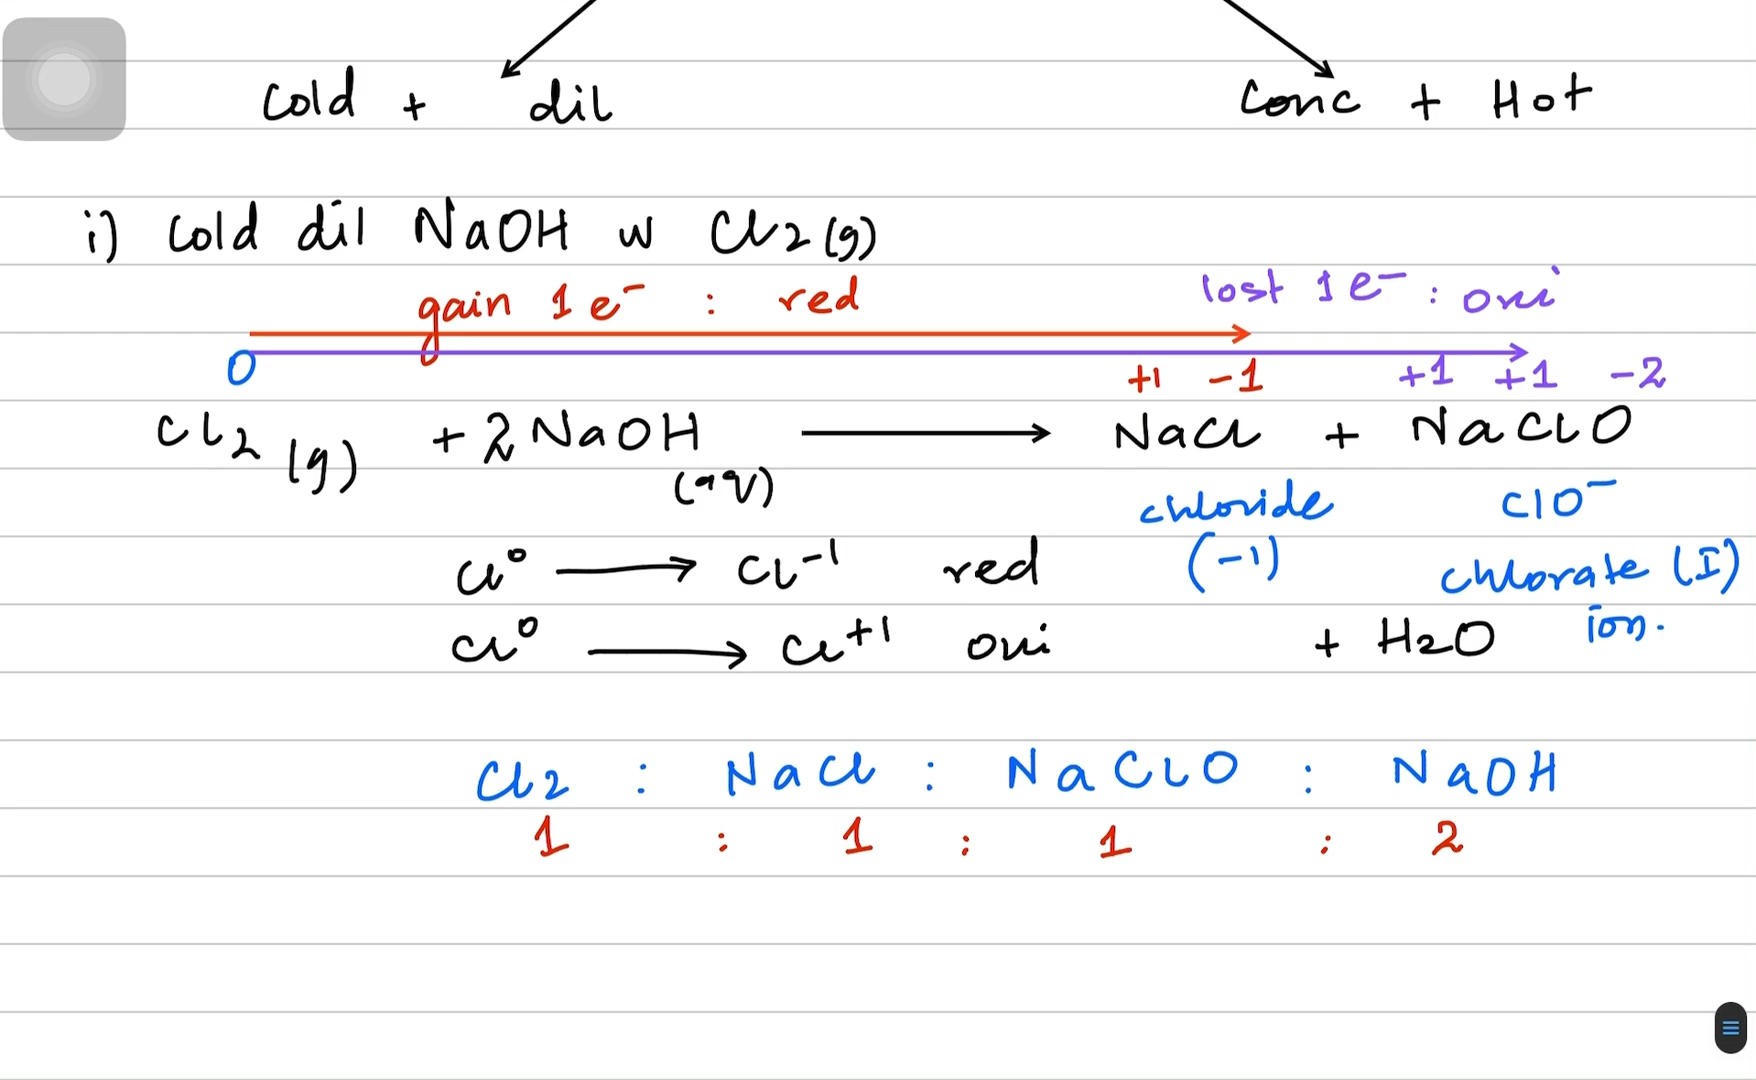 Cold + dil
Conc + Hot
i) Cold dil NaOH w Cl2 (g)
gain 1 e⁻ : red
lost 1 e⁻ : oxi
0
+1 -1
+1 +1 -2
Cl2 (g) + 2 NaOH (aq) → NaCl + NaClO
chloride ClO⁻
(-1) chlorate (I) ion.
Cl⁰ → Cl⁻¹ red
Cl⁰ → Cl⁺¹ oxi
+ H2O
Cl2 : NaCl : NaClO : NaOH
1 : 1 : 1 : 2